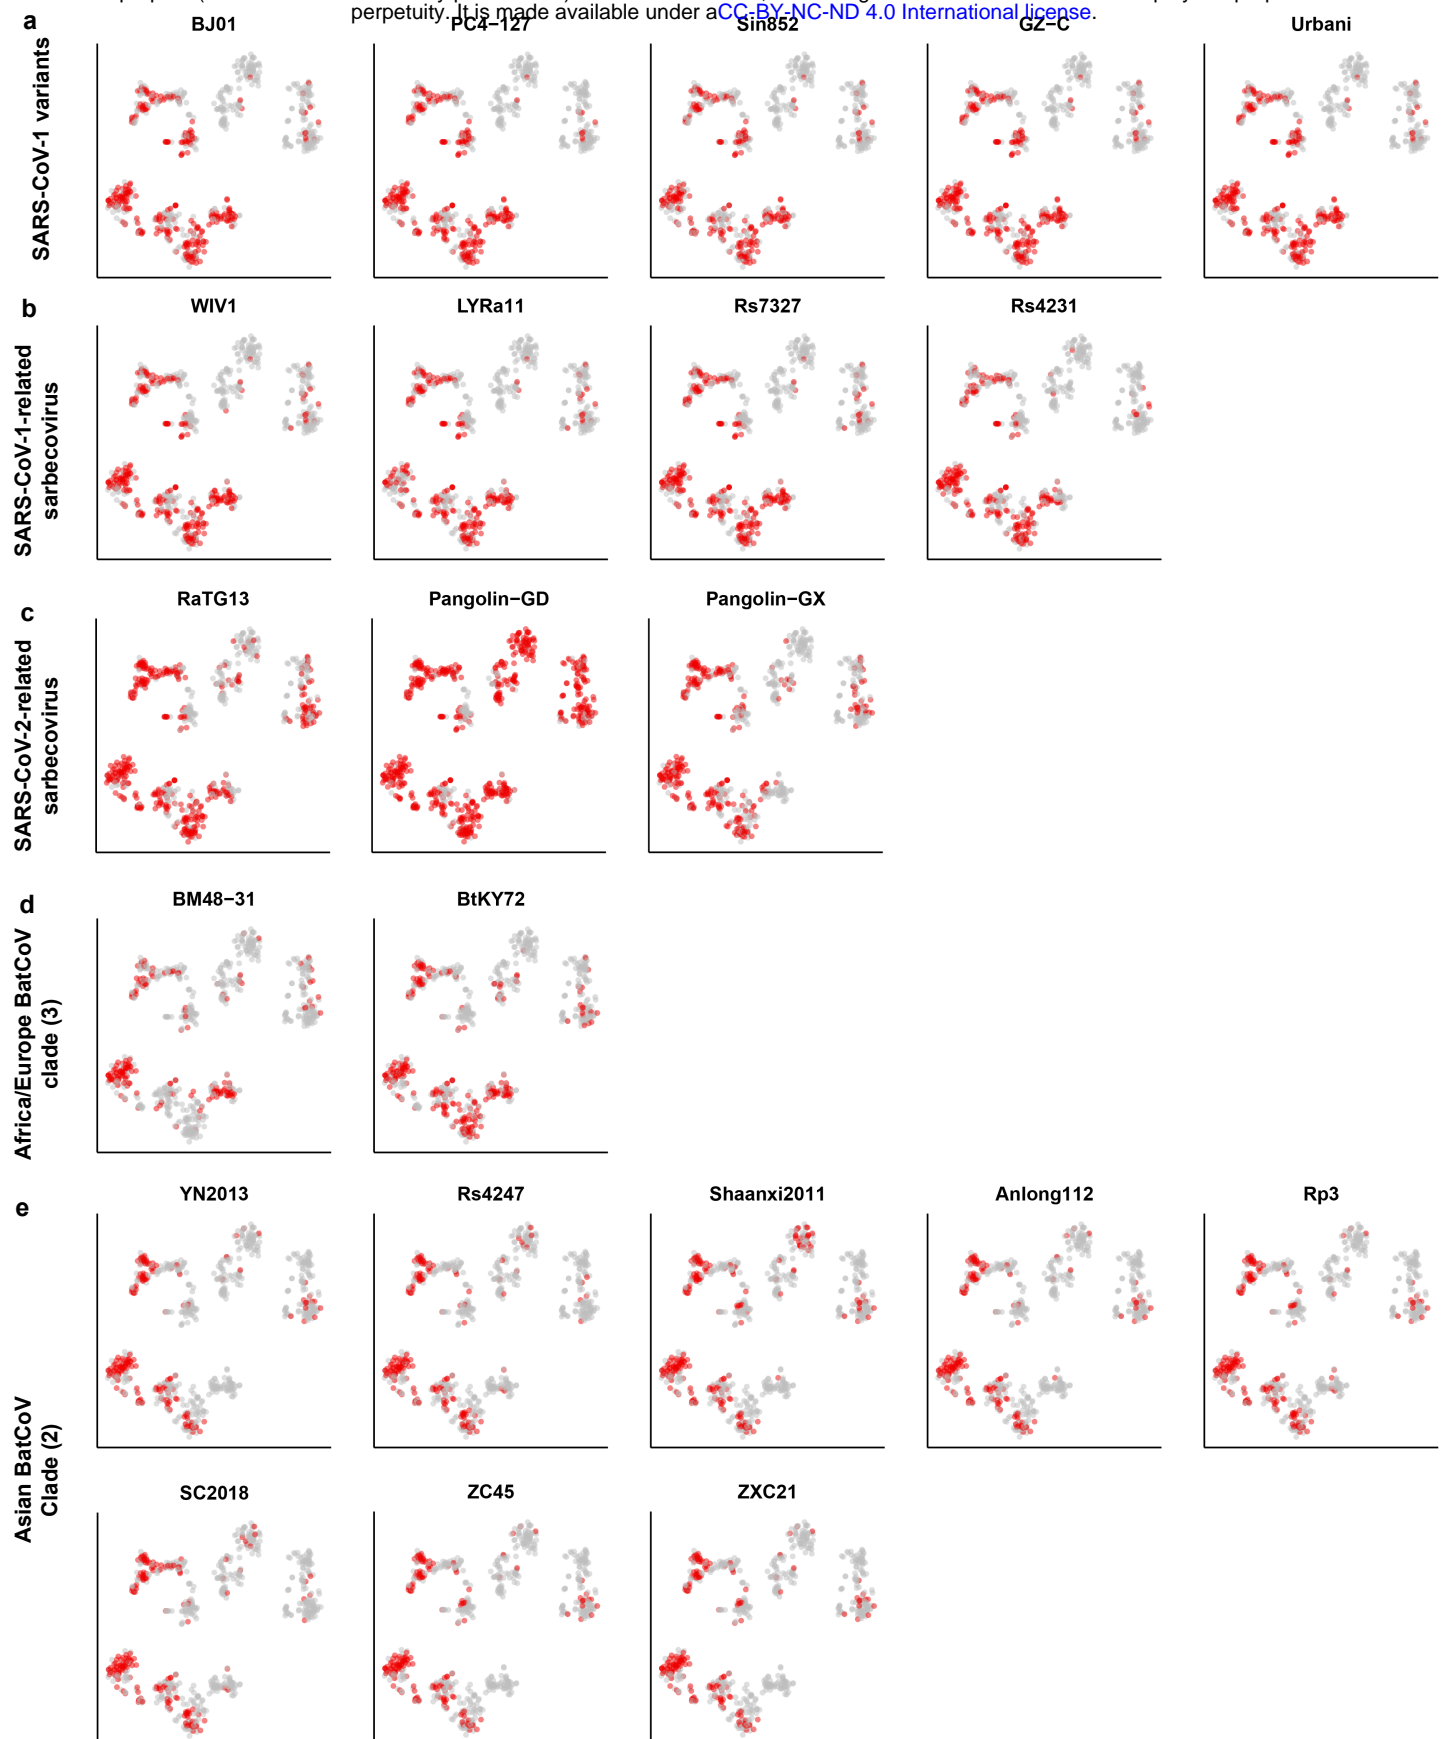 perpetuity. It is made available under aCC-BY-NC-ND 4.0 International license.
a
SARS-CoV-1 variants
BJ01 PC4−127 Sin852 GZ−C Urbani
b
SARS-CoV-1-related
sarbecovirus
WIV1 LYRa11 Rs7327 Rs4231
c
SARS-CoV-2-related
sarbecovirus
RaTG13 Pangolin−GD Pangolin−GX
d
Africa/Europe BatCoV
clade (3)
BM48−31 BtKY72
e
Asian BatCoV
Clade (2)
YN2013 Rs4247 Shaanxi2011 Anlong112 Rp3
SC2018 ZC45 ZXC21